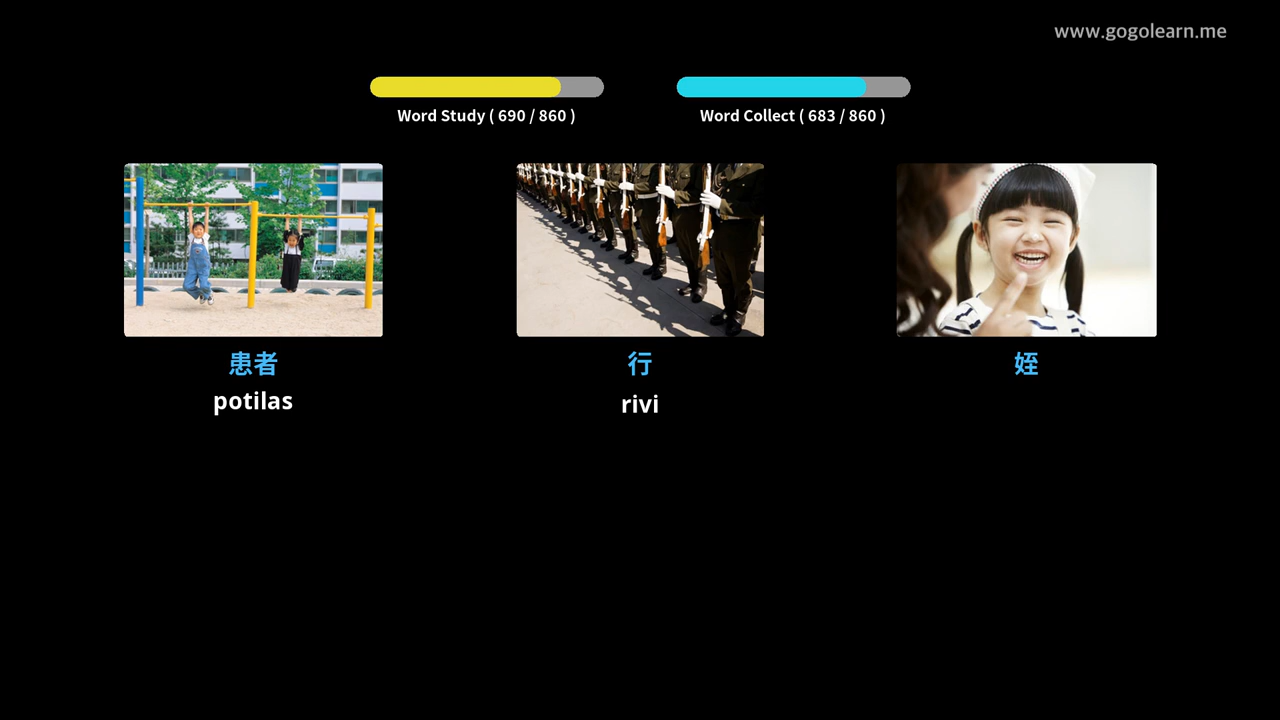 www.gogolearn.me
Word Study ( 690 / 860 )
Word Collect ( 683 / 860 )
患者
potilas
行
rivi
姪